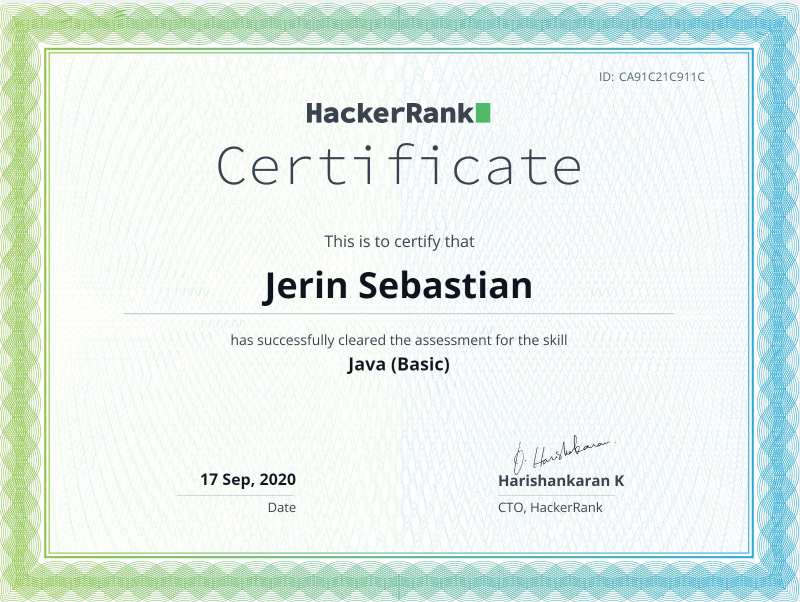 ID: CA91C21C911C
HackerRank
Certificate
This is to certify that
Jerin Sebastian
has successfully cleared the assessment for the skill
Java (Basic)
17 Sep, 2020
Date
Harishankaran K
CTO, HackerRank